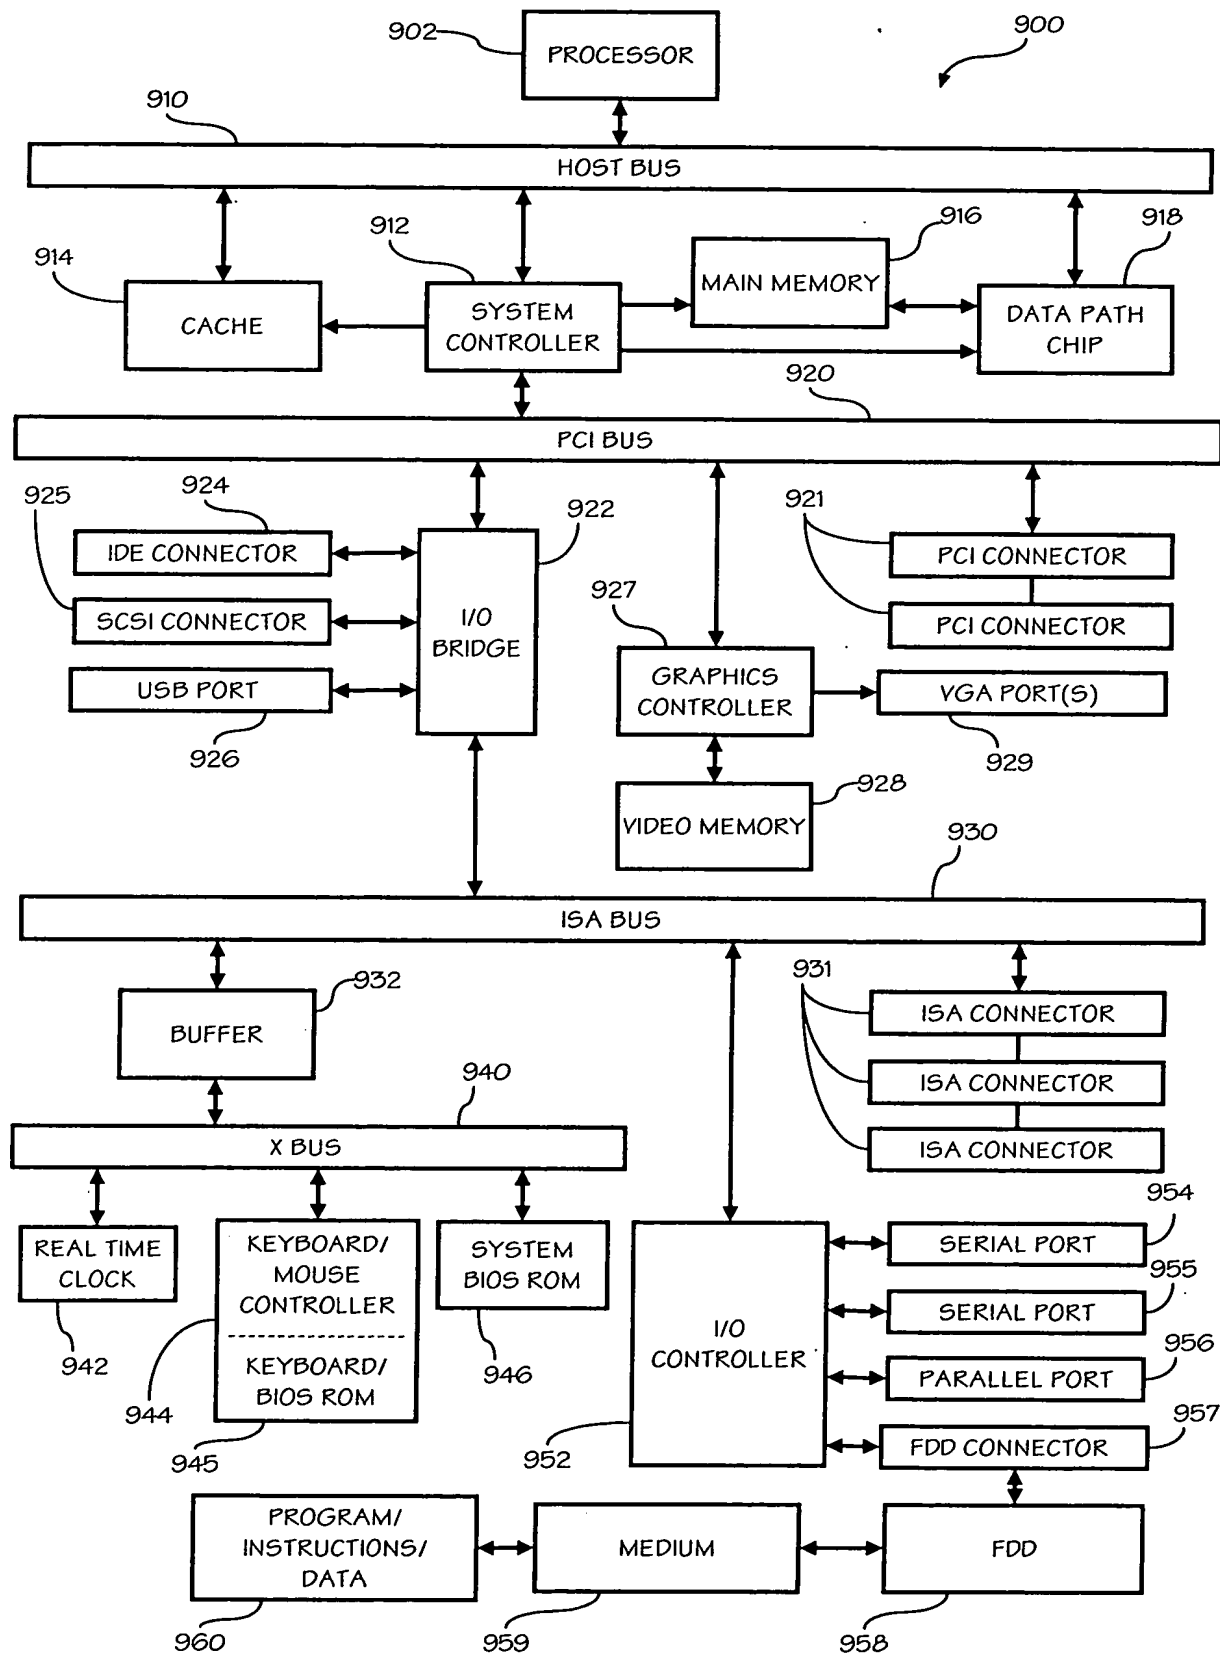 902
PROCESSOR
900
910
HOST BUS
914
CACHE
912
SYSTEM
CONTROLLER
916
MAIN MEMORY
918
DATA PATH
CHIP
920
PCI BUS
925
924
IDE CONNECTOR
SCSI CONNECTOR
USB PORT
926
922
I/O
BRIDGE
927
GRAPHICS
CONTROLLER
921
PCI CONNECTOR
PCI CONNECTOR
VGA PORT(S)
929
VIDEO MEMORY
928
930
ISA BUS
932
BUFFER
931
ISA CONNECTOR
ISA CONNECTOR
ISA CONNECTOR
940
X BUS
REAL TIME
CLOCK
942
KEYBOARD/
MOUSE
CONTROLLER
KEYBOARD/
BIOS ROM
944
945
SYSTEM
BIOS ROM
946
I/O
CONTROLLER
952
954
SERIAL PORT
955
SERIAL PORT
956
PARALLEL PORT
957
FDD CONNECTOR
PROGRAM/
INSTRUCTIONS/
DATA
960
MEDIUM
959
FDD
958